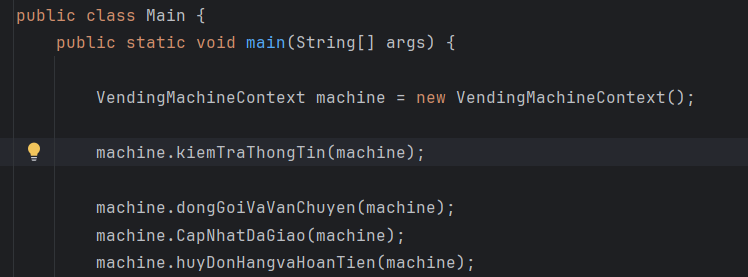 public class Main {
public static void main(String[] args) {
VendingMachineContext machine = new VendingMachineContext();
machine.kiemTraThongTin(machine);
machine.dongGoiVaVanChuyen(machine);
machine.CapNhatDaGiao(machine);
machine.huyDonHangvaHoanTien(machine);